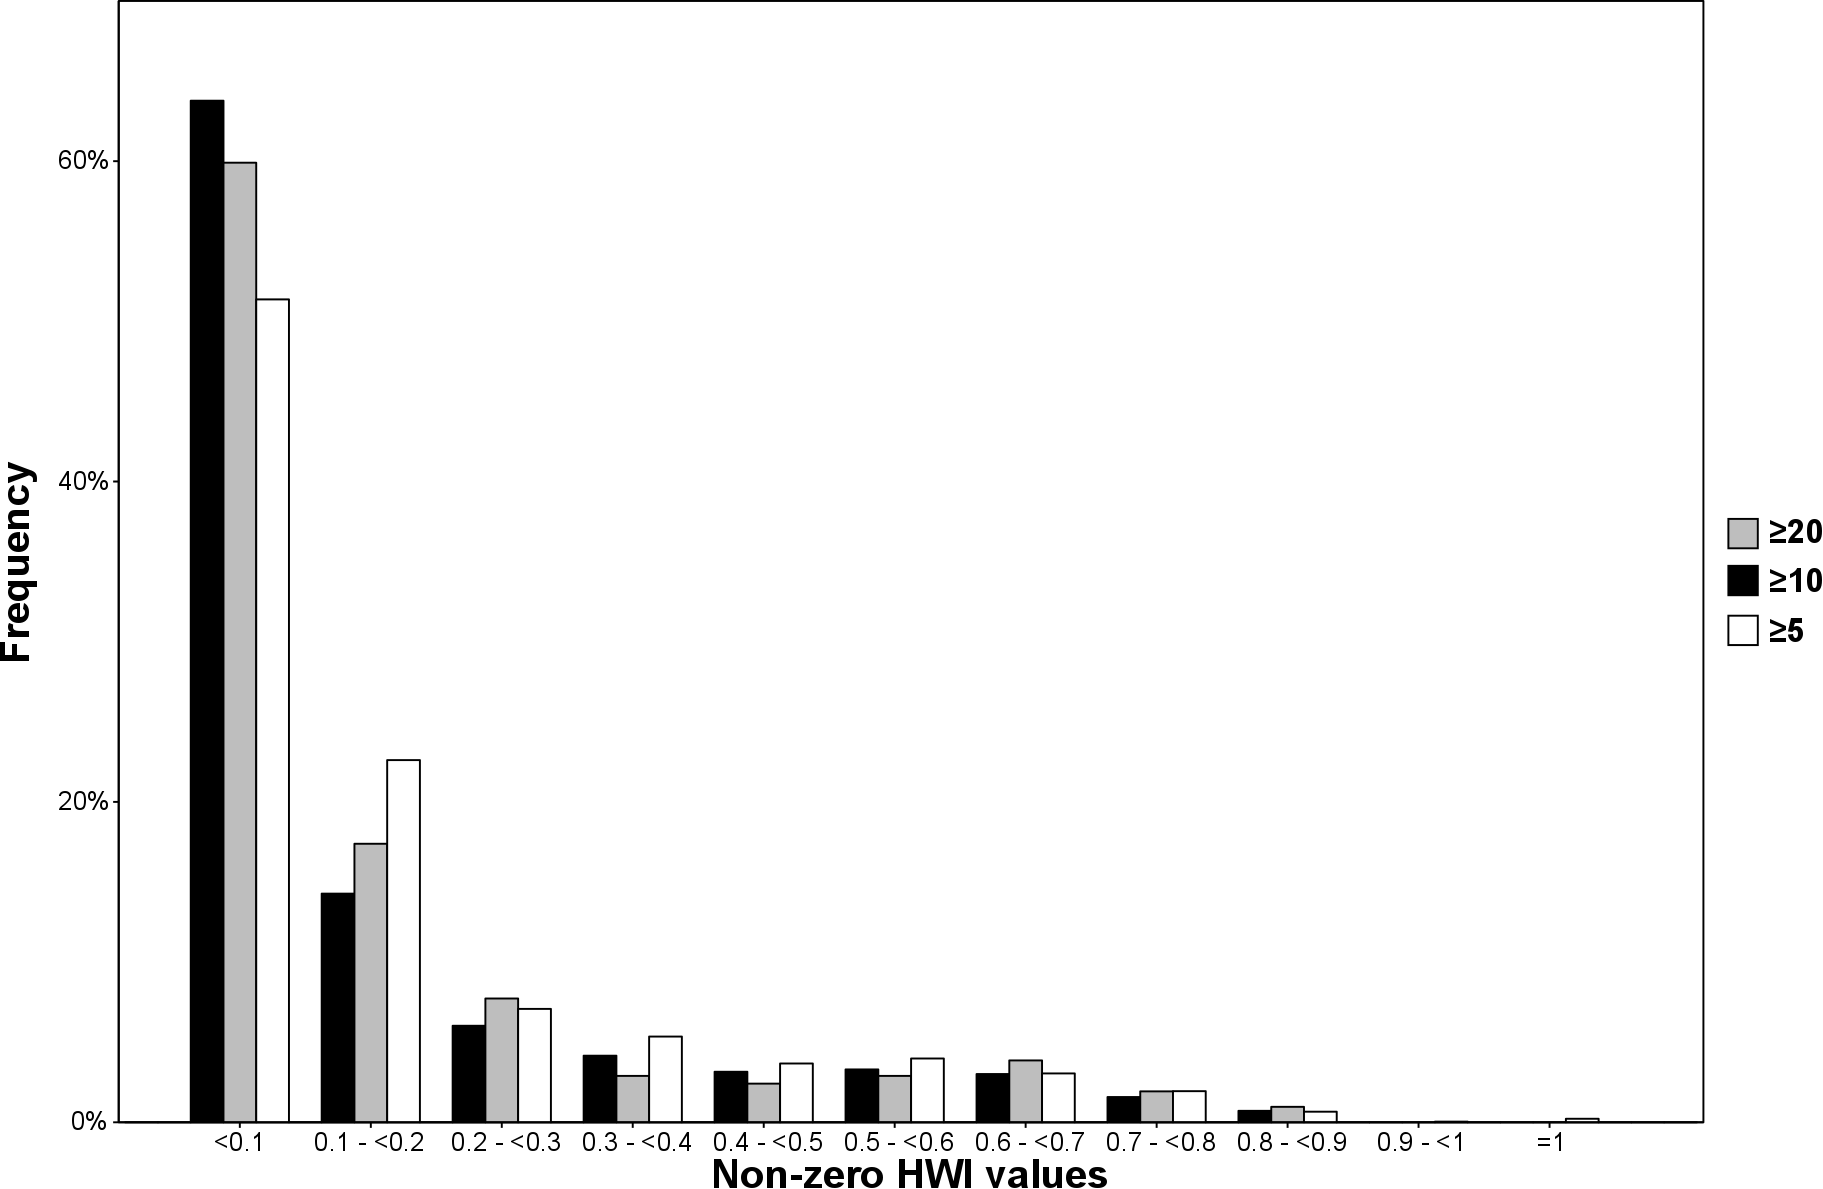 Frequency
60%
40%
20%
0%
<0.1 0.1 - <0.2 0.2 - <0.3 0.3 - <0.4 0.4 - <0.5 0.5 - <0.6 0.6 - <0.7 0.7 - <0.8 0.8 - <0.9 0.9 - <1 =1
Non-zero HWI values
≥20
≥10
≥5